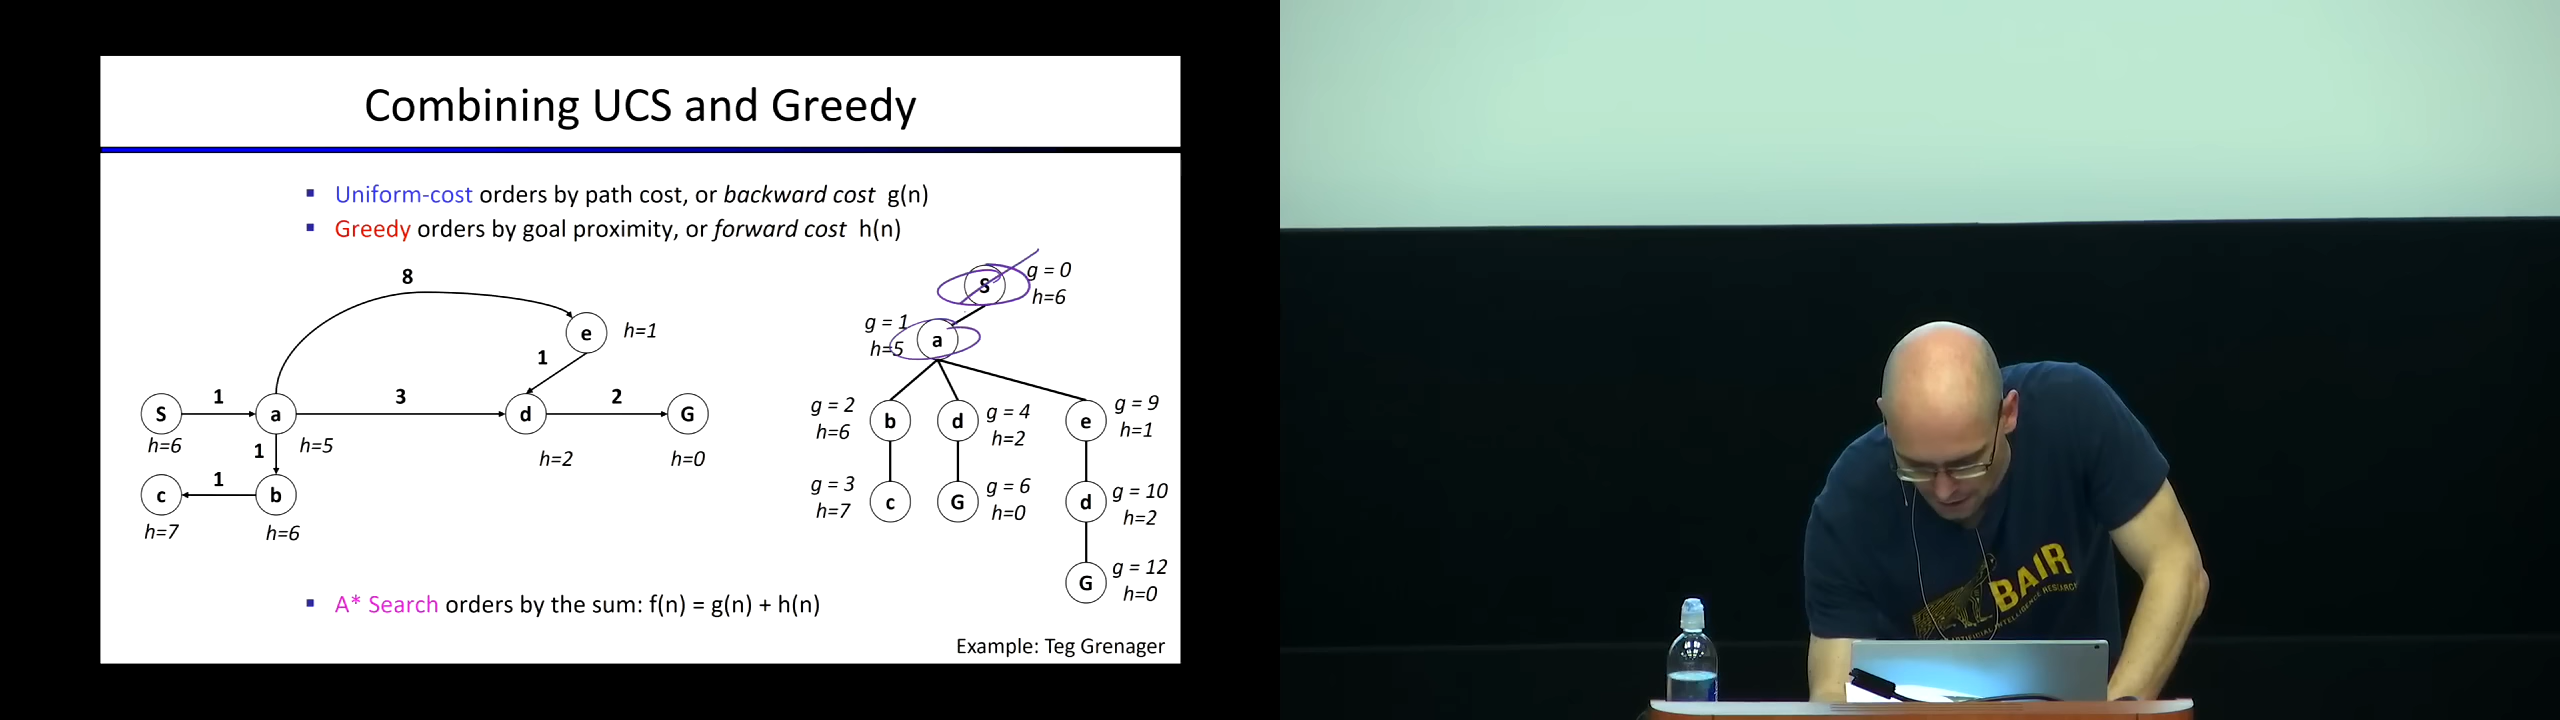 Combining UCS and Greedy
Uniform-cost orders by path cost, or backward cost g(n)
Greedy orders by goal proximity, or forward cost h(n)
8
e
h=1
1
S
1
a
3
d
2
G
h=6
h=5
h=2
h=0
1
c
1
b
h=7
h=6
S
g = 0
h=6
g = 1
h=5
a
g = 2
h=6
b
d
g = 4
h=2
e
g = 9
h=1
g = 3
h=7
c
G
g = 6
h=0
d
g = 10
h=2
G
g = 12
h=0
A* Search orders by the sum: f(n) = g(n) + h(n)
Example: Teg Grenager
BAIR